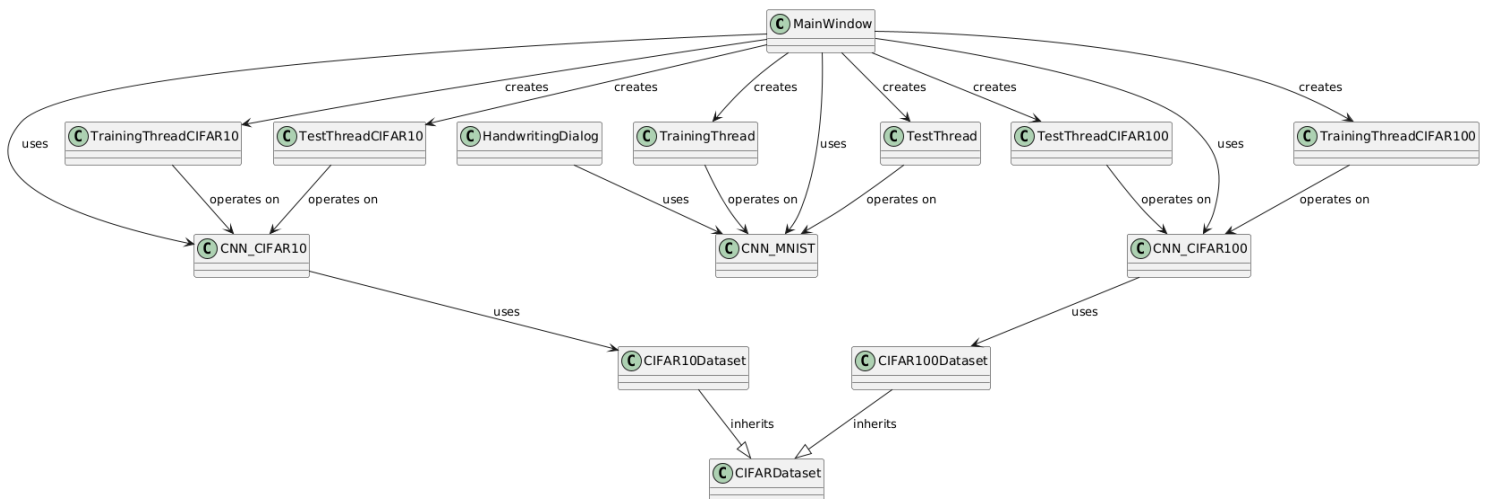 C MainWindow
creates
creates
creates
creates
creates
creates
uses
C TrainingThreadCIFAR10
C TestThreadCIFAR10
C HandwritingDialog
C TrainingThread
uses
C TestThread
C TestThreadCIFAR100
uses
C TrainingThreadCIFAR100
operates on
operates on
uses
operates on
operates on
operates on
operates on
C CNN_CIFAR10
C CNN_MNIST
C CNN_CIFAR100
uses
uses
C CIFAR10Dataset
C CIFAR100Dataset
inherits
inherits
C CIFARDataset